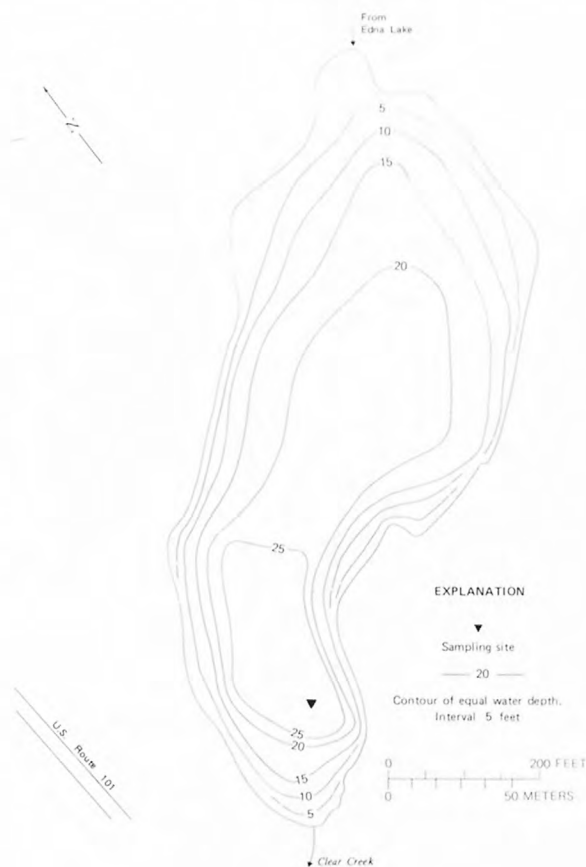 From
Edna Lake
N
5
10
15
20
25
EXPLANATION
Sampling site
20
Contour of equal water depth.
Interval 5 feet
25
20
15
10
5
U.S. Route 101
0 200 FEET
0 50 METERS
Clear Creek